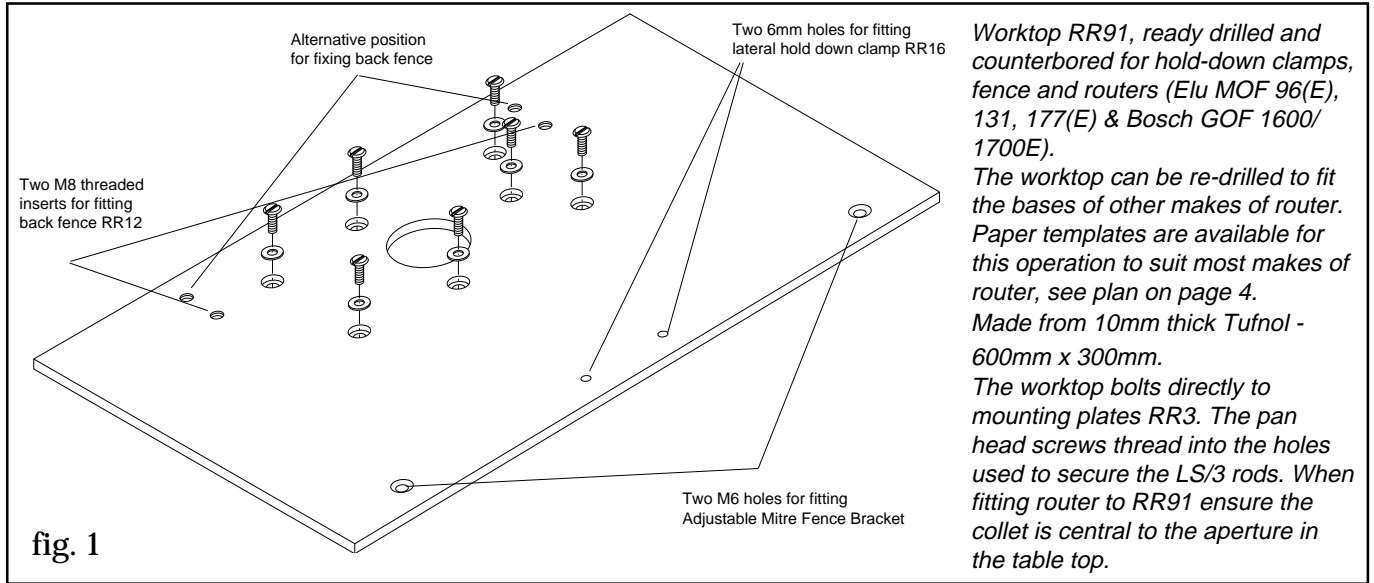 Alternative position
for fixing back fence
Two 6mm holes for fitting
lateral hold down clamp RR16
Two M8 threaded
inserts for fitting
back fence RR12
Two M6 holes for fitting
Adjustable Mitre Fence Bracket
fig. 1
Worktop RR91, ready drilled and
counterbored for hold-down clamps,
fence and routers (Elu MOF 96(E),
131, 177(E) & Bosch GOF 1600/
1700E).
The worktop can be re-drilled to fit
the bases of other makes of router.
Paper templates are available for
this operation to suit most makes of
router, see plan on page 4.
Made from 10mm thick Tufnol -
600mm x 300mm.
The worktop bolts directly to
mounting plates RR3. The pan
head screws thread into the holes
used to secure the LS/3 rods. When
fitting router to RR91 ensure the
collet is central to the aperture in
the table top.